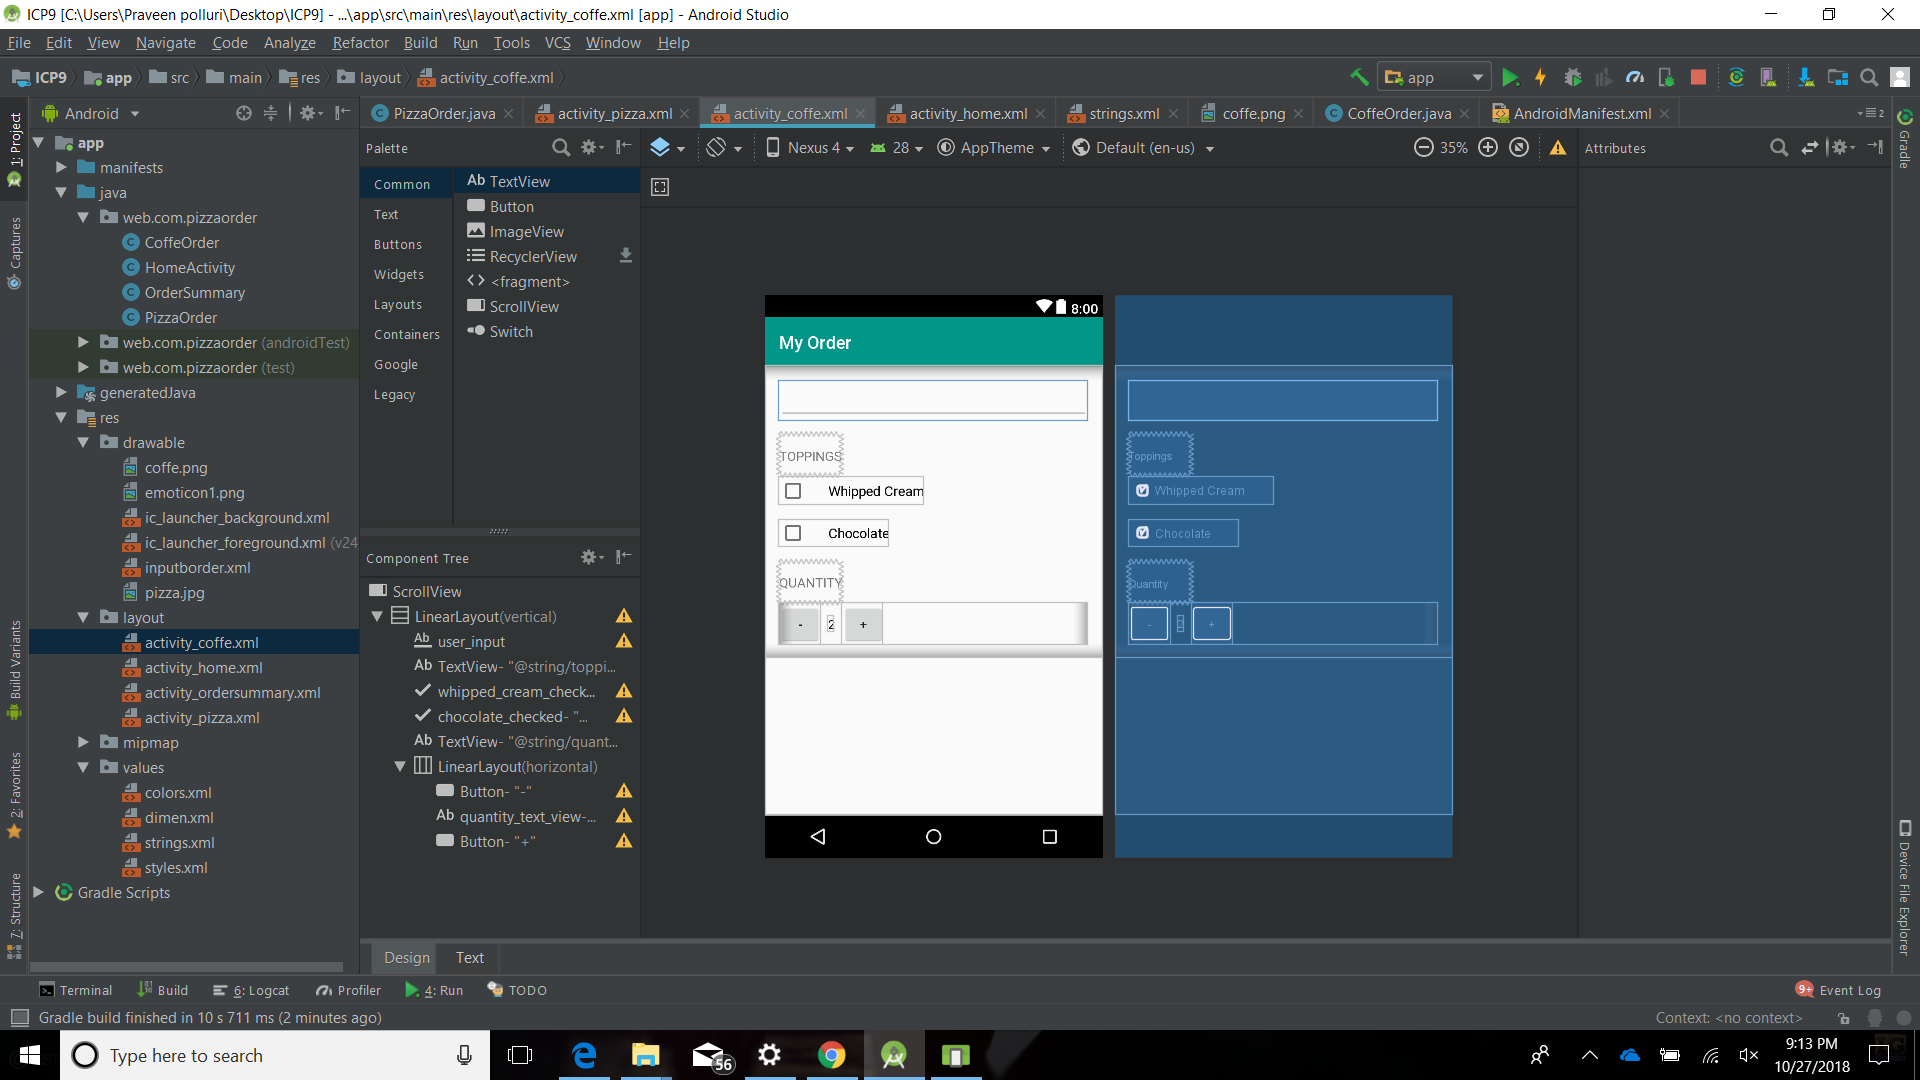 ICP9 [C:\Users\Praveen polluri\Desktop\ICP9] - ...\app\src\main\res\layout\activity_coffe.xml [app] - Android Studio
File Edit View Navigate Code Analyze Refactor Build Run Tools VCS Window Help
ICP9 app src main res layout activity_coffe.xml app
Android
PizzaOrder.java activity_pizza.xml activity_coffe.xml activity_home.xml strings.xml coffe.png CoffeOrder.java AndroidManifest.xml 2
1: Project
Captures
Build Variants
2: Favorites
7: Structure
app
manifests
java
web.com.pizzaorder
CoffeOrder
HomeActivity
OrderSummary
PizzaOrder
web.com.pizzaorder (androidTest)
web.com.pizzaorder (test)
generatedJava
res
drawable
coffe.png
emoticon1.png
ic_launcher_background.xml
ic_launcher_foreground.xml (v24
inputborder.xml
pizza.jpg
layout
activity_coffe.xml
activity_home.xml
activity_ordersummary.xml
activity_pizza.xml
mipmap
values
colors.xml
dimen.xml
strings.xml
styles.xml
Gradle Scripts
Palette
Common
Text
Buttons
Widgets
Layouts
Containers
Google
Legacy
Ab TextView
Button
ImageView
RecyclerView
<fragment>
ScrollView
Switch
Component Tree
ScrollView
LinearLayout(vertical)
Ab user_input
Ab TextView- "@string/toppi...
whipped_cream_check...
chocolate_checked- "...
Ab TextView- "@string/quant...
LinearLayout(horizontal)
Button- "-"
Ab quantity_text_view-...
Button- "+"
Nexus 4 28 AppTheme Default (en-us) 35%
Attributes
8:00
My Order
TOPPINGS
Whipped Cream
Chocolate
QUANTITY
- 2 +
Toppings
Whipped Cream
Chocolate
Quantity
- 2 +
Gradle
Device File Explorer
Design Text
Terminal Build 6: Logcat Profiler 4: Run TODO 9+ Event Log
Gradle build finished in 10 s 711 ms (2 minutes ago) Context: <no context>
Type here to search
56
9:13 PM
10/27/2018